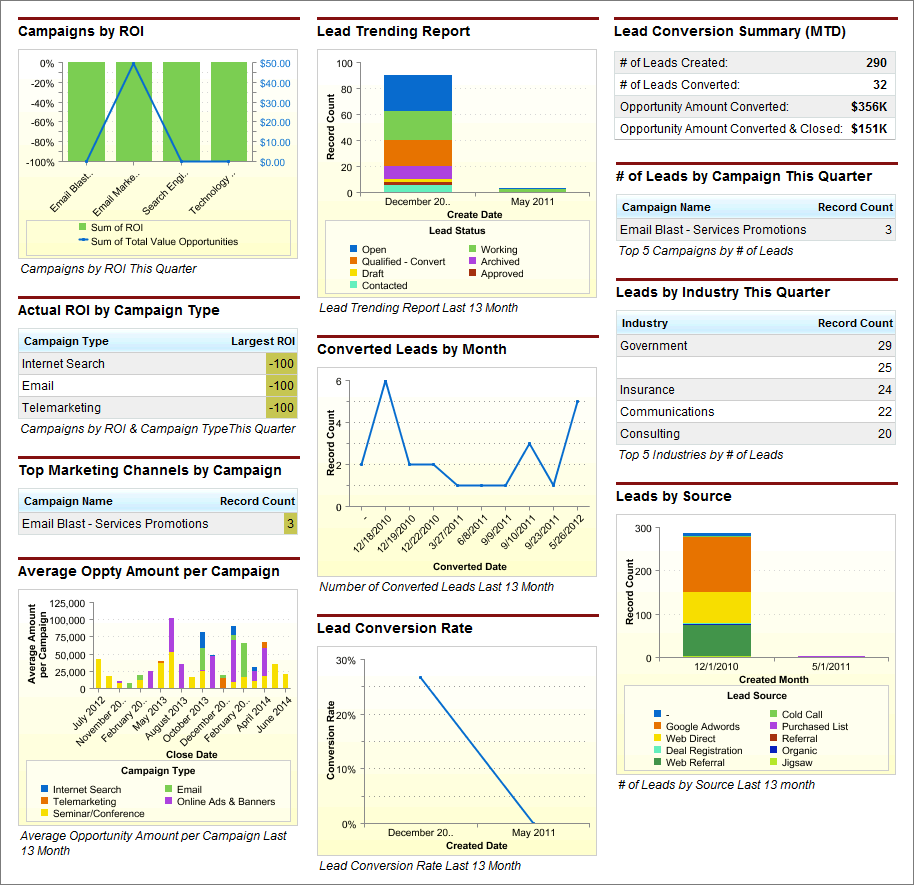 Campaigns by ROI
0%
-20%
-40%
-60%
-80%
-100%
$50.00
$40.00
$30.00
$20.00
$10.00
$0.00
Email Blast..
Email Marke..
Search Engi..
Technology ..
Sum of ROI
Sum of Total Value Opportunities
Campaigns by ROI This Quarter
Actual ROI by Campaign Type
Campaign Type Largest ROI
Internet Search -100
Email -100
Telemarketing -100
Campaigns by ROI & Campaign TypeThis Quarter
Top Marketing Channels by Campaign
Campaign Name Record Count
Email Blast - Services Promotions 3
Average Oppty Amount per Campaign
Average Amount
per Campaign
125,000
100,000
75,000
50,000
25,000
0
July 2012
November 20..
February 20..
May 2013
August 2013
October 2013
December 20..
February 20..
April 2014
June 2014
Close Date
Campaign Type
Internet Search Email
Telemarketing Online Ads & Banners
Seminar/Conference
Average Opportunity Amount per Campaign Last
13 Month
Lead Trending Report
Record Count
100
80
60
40
20
0
December 20.. May 2011
Create Date
Lead Status
Open Working
Qualified - Convert Archived
Draft Approved
Contacted
Lead Trending Report Last 13 Month
Converted Leads by Month
Record Count
6
4
2
0
-
12/18/2010
12/19/2010
12/22/2010
3/27/2011
6/8/2011
9/9/2011
9/10/2011
9/23/2011
5/26/2012
Converted Date
Number of Converted Leads Last 13 Month
Lead Conversion Rate
Conversion Rate
30%
20%
10%
0%
December 20.. May 2011
Created Date
Lead Conversion Rate Last 13 Month
Lead Conversion Summary (MTD)
# of Leads Created: 290
# of Leads Converted: 32
Opportunity Amount Converted: $356K
Opportunity Amount Converted & Closed: $151K
# of Leads by Campaign This Quarter
Campaign Name Record Count
Email Blast - Services Promotions 3
Top 5 Campaigns by # of Leads
Leads by Industry This Quarter
Industry Record Count
Government 29
25
Insurance 24
Communications 22
Consulting 20
Top 5 Industries by # of Leads
Leads by Source
Record Count
300
200
100
0
12/1/2010 5/1/2011
Created Month
Lead Source
- Cold Call
Google Adwords Purchased List
Web Direct Referral
Deal Registration Organic
Web Referral Jigsaw
# of Leads by Source Last 13 month